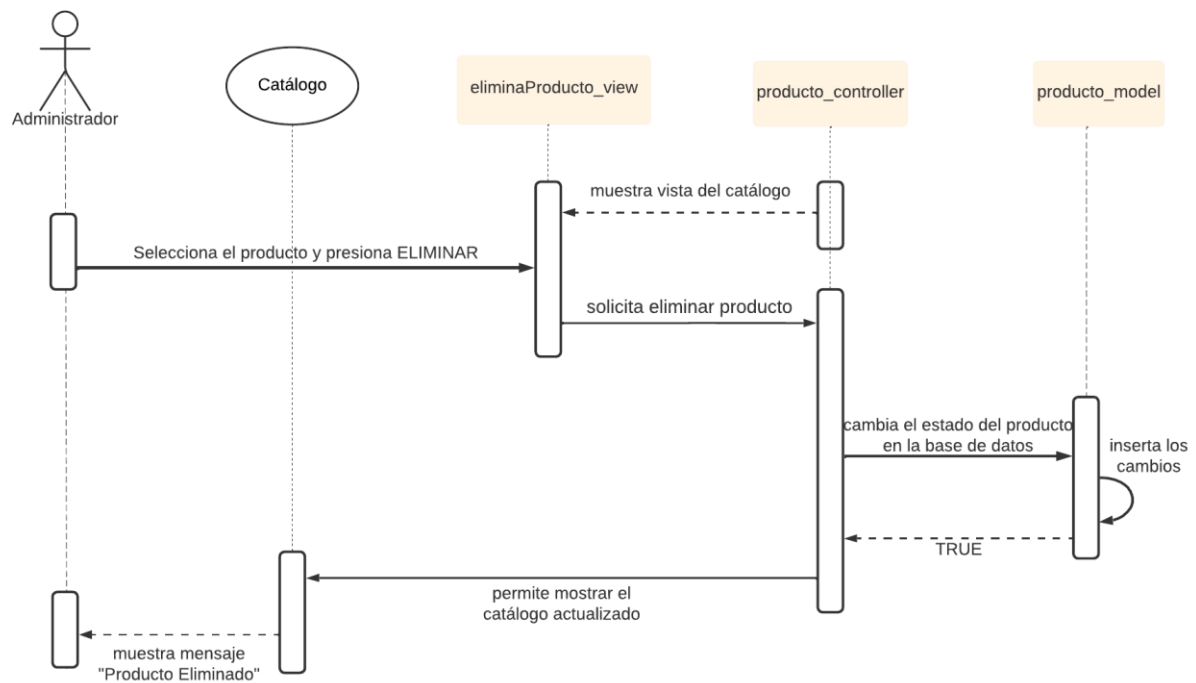 Administrador
Catálogo
eliminaProducto_view
producto_controller
producto_model
muestra vista del catálogo
Selecciona el producto y presiona ELIMINAR
solicita eliminar producto
cambia el estado del producto
en la base de datos
inserta los
cambios
TRUE
permite mostrar el
catálogo actualizado
muestra mensaje
"Producto Eliminado"